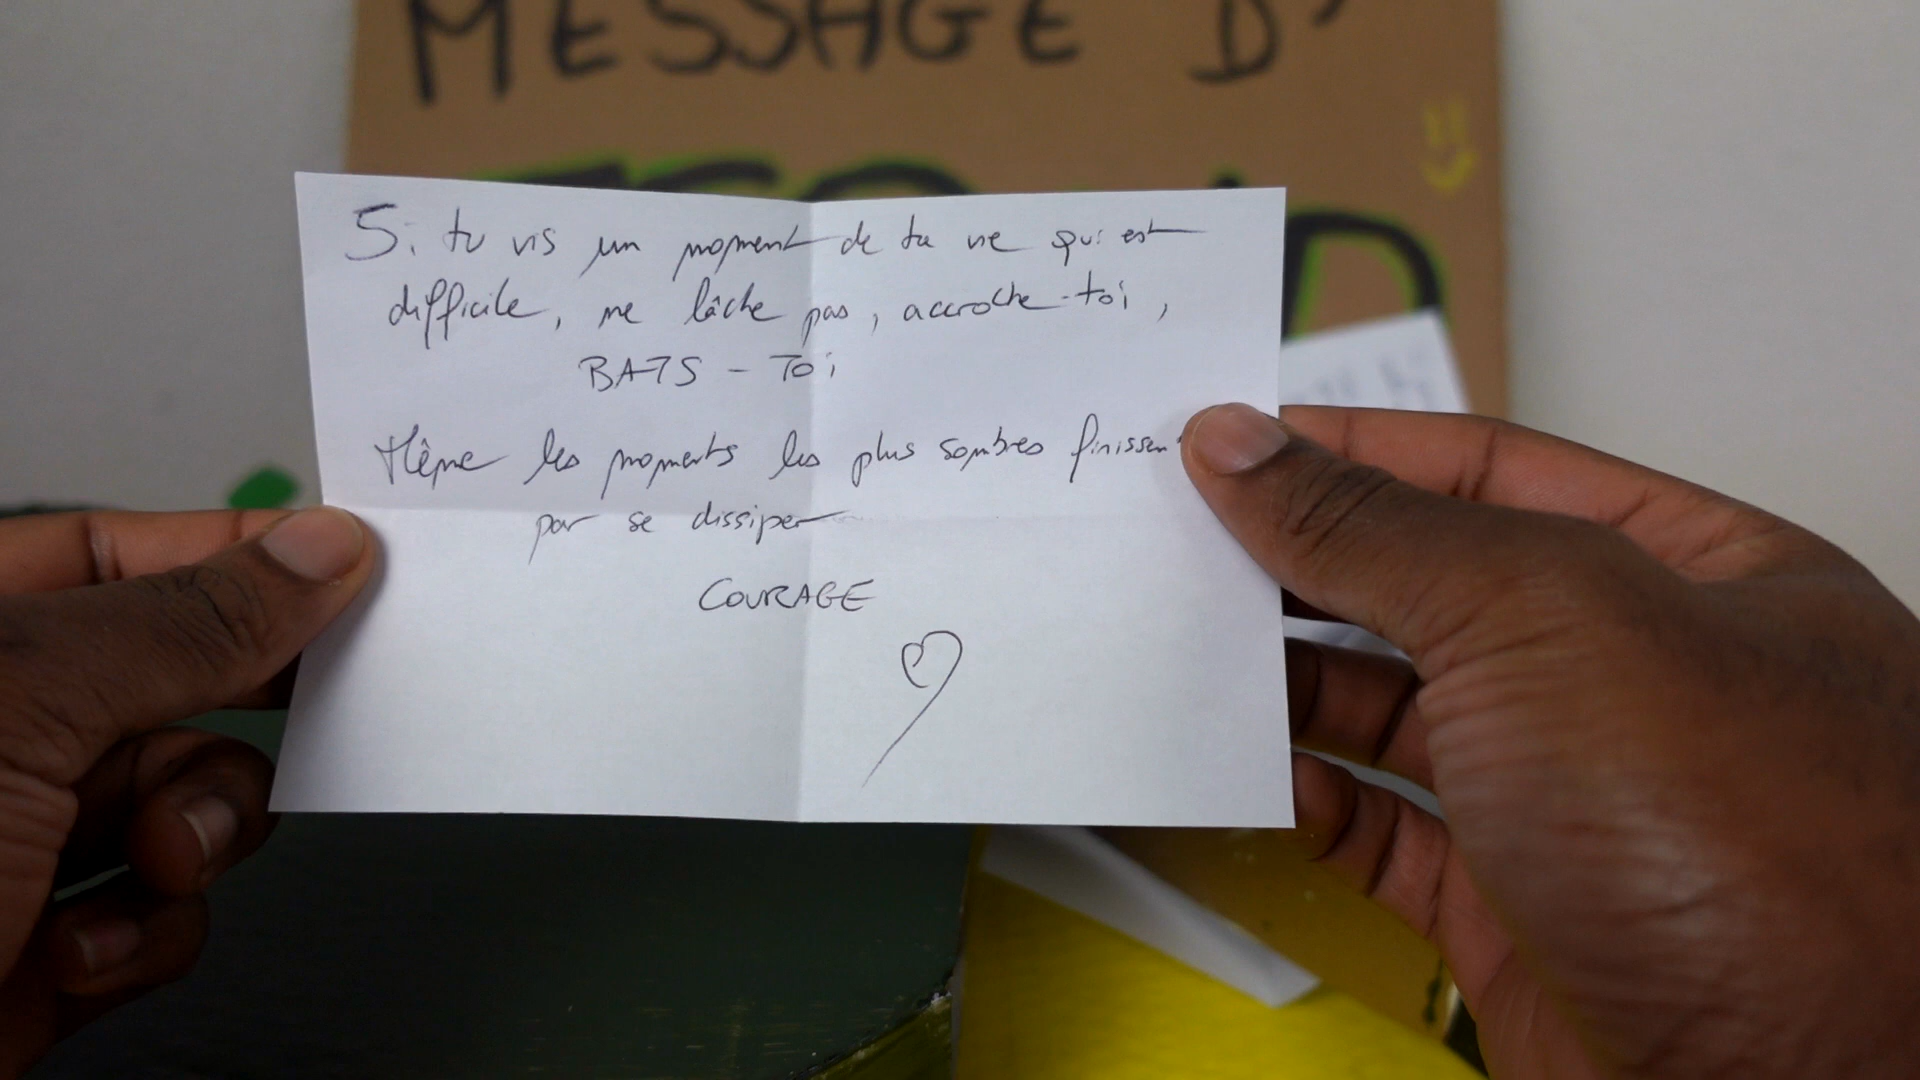 MESSAGE D'
Si tu vis un moment de ta vie qui est
difficile, ne lâche pas, accroche-toi,
BATS - Toi
Même les moments les plus sombres finissen
par se dissiper
COURAGE